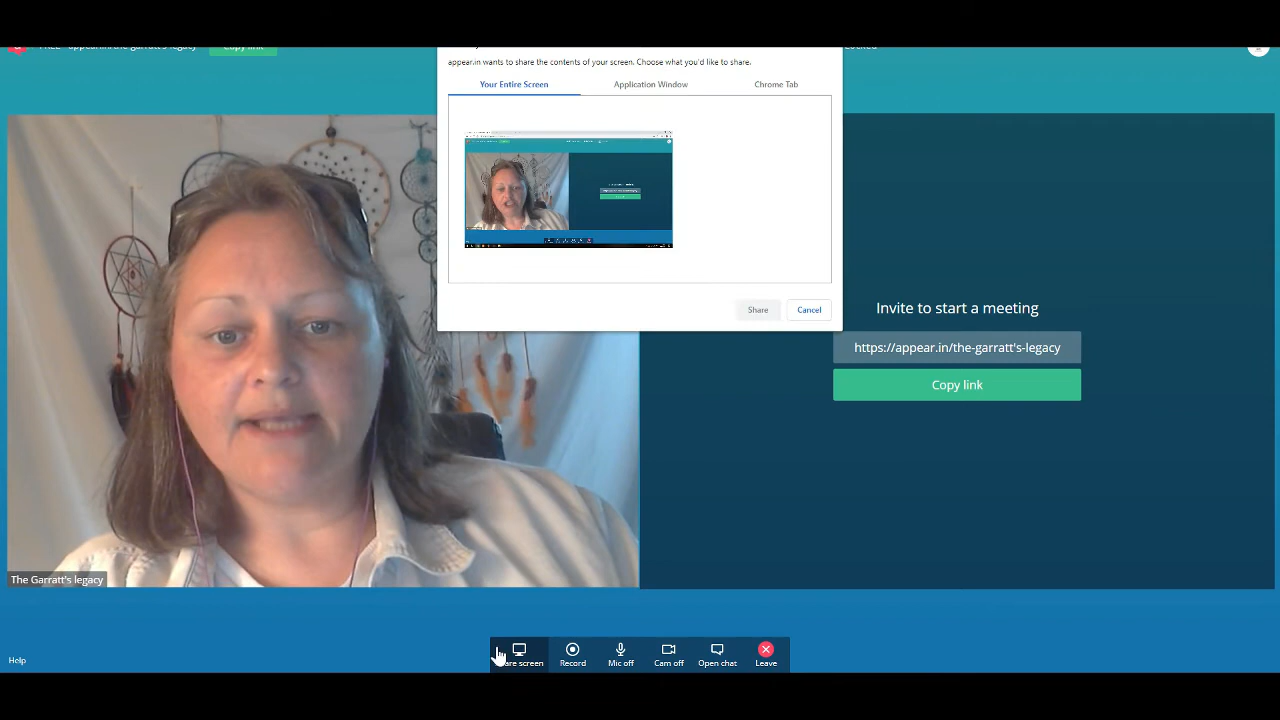 appear.in wants to share the contents of your screen. Choose what you'd like to share.
Your Entire Screen
Application Window
Chrome Tab
Share
Cancel
Invite to start a meeting
https://appear.in/the-garratt's-legacy
Copy link
The Garratt's legacy
Help
screen
Record
Mic off
Cam off
Open chat
Leave